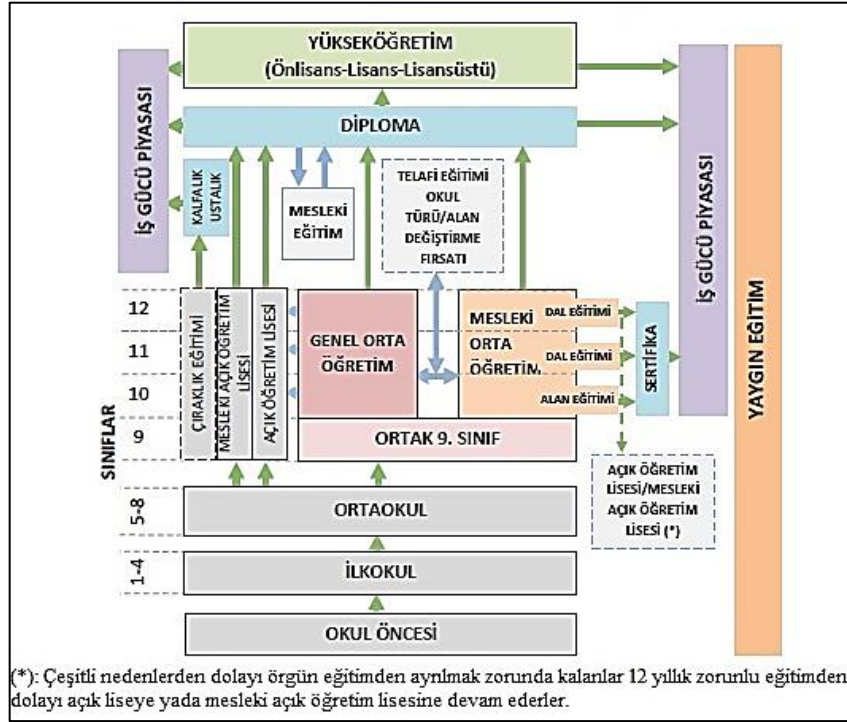 YÜKSEKÖĞRETİM
(Önlisans-Lisans-Lisansüstü)
DİPLOMA
İŞ GÜCÜ PİYASASI
KALFALIK
USTALIK
MESLEKİ
EĞİTİM
TELAFİ EĞİTİMİ
OKUL
TÜRÜ/ALAN
DEĞİŞTİRME
FIRSATI
İŞ GÜCÜ PİYASASI
YAYGIN EĞİTİM
SINIFLAR
12
11
10
9
5-8
1-4
ÇIRAKLIK EĞİTİMİ
MESLEKİ AÇIK ÖĞRETİM
LİSESİ
AÇIK ÖĞRETİM LİSESİ
GENEL ORTA
ÖĞRETİM
MESLEKİ
ORTA
ÖĞRETİM
DAL EĞİTİMİ
DAL EĞİTİMİ
ALAN EĞİTİMİ
SERTİFİKA
ORTAK 9. SINIF
AÇIK ÖĞRETİM
LİSESİ/MESLEKİ
AÇIK ÖĞRETİM
LİSESİ (*)
ORTAOKUL
İLKOKUL
OKUL ÖNCESİ
(*): Çeşitli nedenlerden dolayı örgün eğitimden ayrılmak zorunda kalanlar 12 yıllık zorunlu eğitimden
dolayı açık liseye yada mesleki açık öğretim lisesine devam ederler.